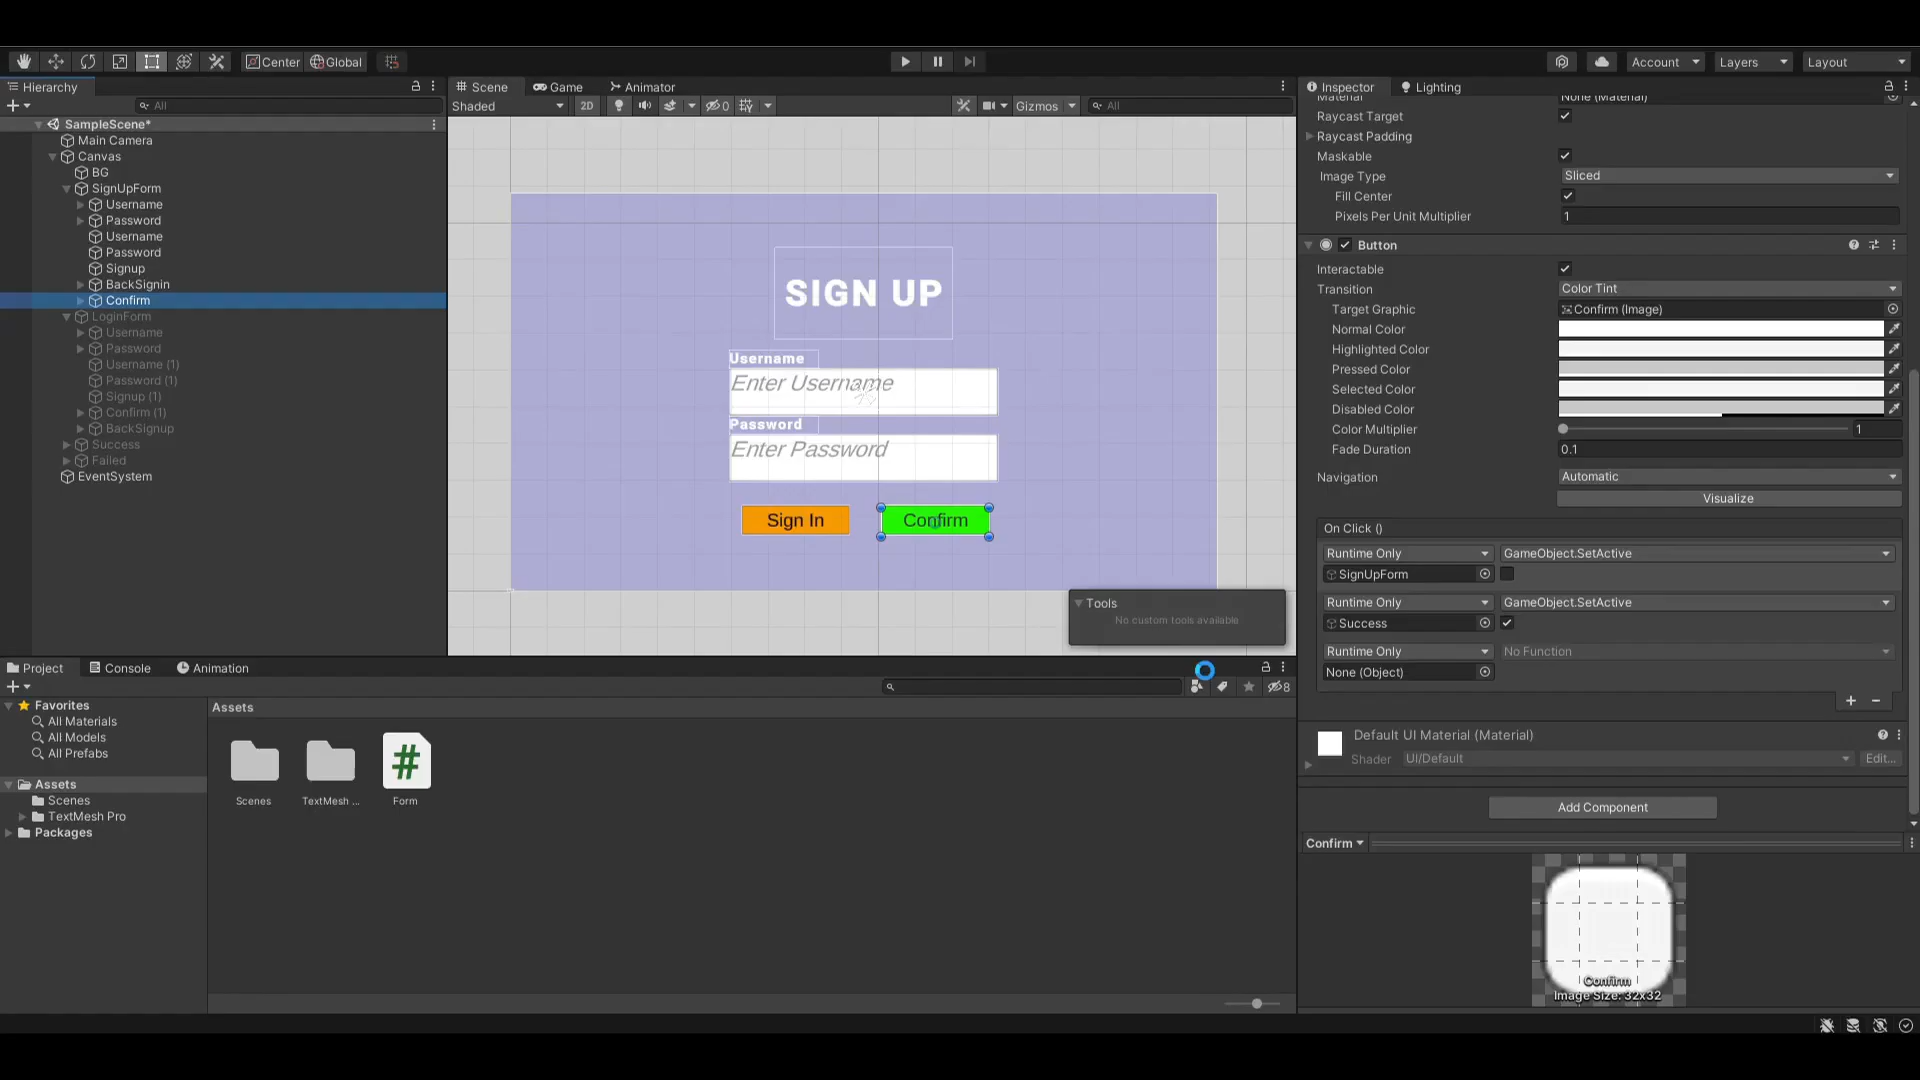 Center
Global
Account
Layers
Layout
Hierarchy
All
SampleScene*
Main Camera
Canvas
BG
SignUpForm
Username
Password
Username
Password
Signup
BackSignin
Confirm
LoginForm
Username
Password
Username (1)
Password (1)
Signup (1)
Confirm (1)
BackSignup
Success
Failed
EventSystem
Scene
Game
Animator
Shaded
2D
0
Gizmos
All
SIGN UP
Username
Enter Username
Password
Enter Password
Sign In
Confirm
Tools
No custom tools available
Inspector
Lighting
Material
None (Material)
Raycast Target
Raycast Padding
Maskable
Image Type
Sliced
Fill Center
Pixels Per Unit Multiplier
1
Button
Interactable
Transition
Color Tint
Target Graphic
Confirm (Image)
Normal Color
Highlighted Color
Pressed Color
Selected Color
Disabled Color
Color Multiplier
1
Fade Duration
0.1
Navigation
Automatic
Visualize
On Click ()
Runtime Only
GameObject.SetActive
SignUpForm
Runtime Only
GameObject.SetActive
Success
Runtime Only
No Function
None (Object)
Default UI Material (Material)
Shader
UI/Default
Edit...
Add Component
Confirm
Confirm
Image Size: 32x32
Project
Console
Animation
8
Favorites
All Materials
All Models
All Prefabs
Assets
Scenes
TextMesh Pro
Packages
Assets
Scenes
TextMesh ...
Form